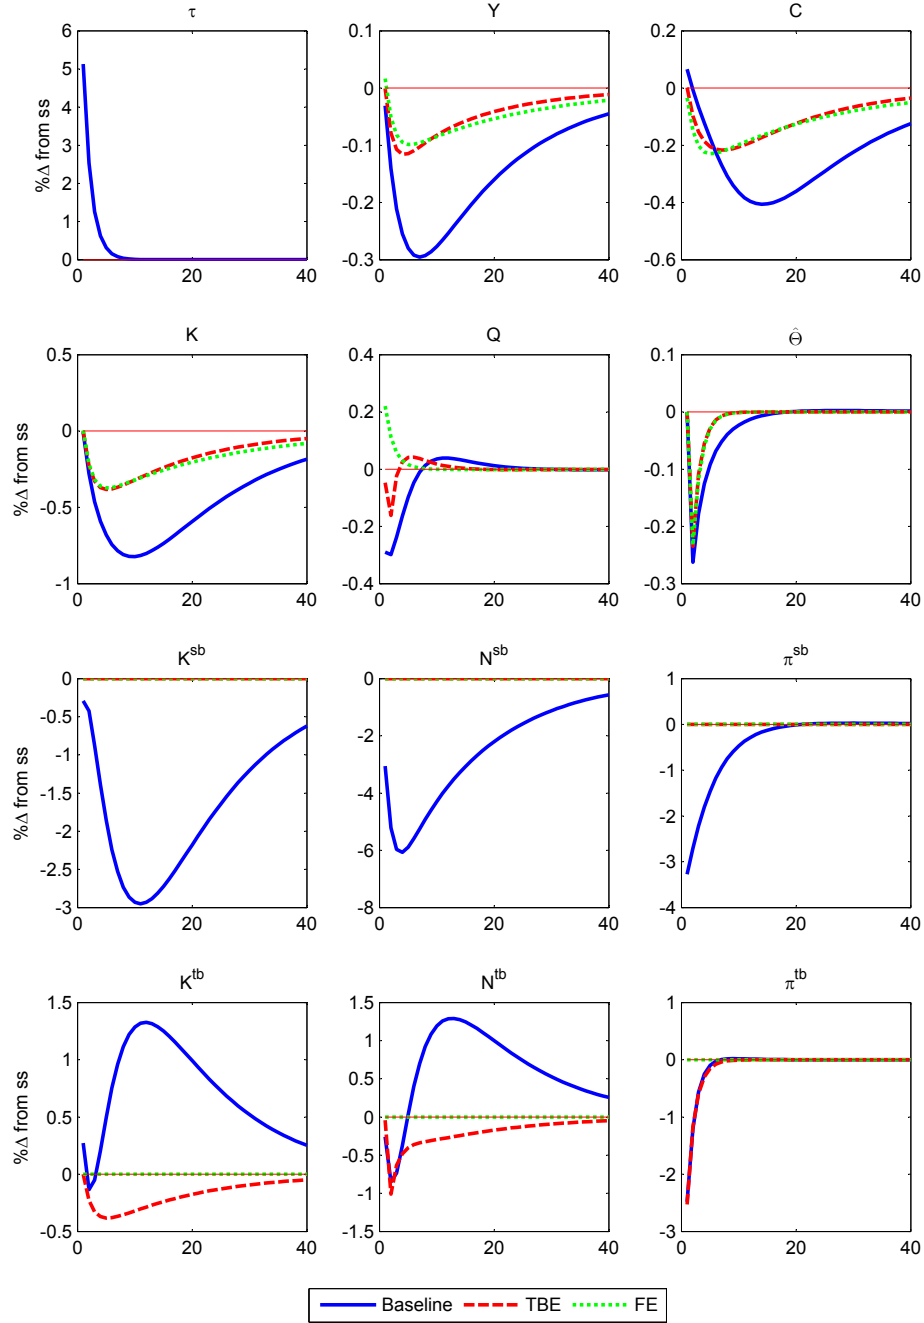 τ Y C
6 0.1 0.2
5
4 0 0
3 -0.1 -0.2
2
1 -0.2 -0.4
0 -0.3 -0.6
0 20 40 0 20 40 0 20 40
%Δ from ss
K Q Θ̂
0.5 0.4 0.1
0 0.2 0
0 -0.1
-0.5 -0.2 -0.2
-1 -0.4 -0.3
0 20 40 0 20 40 0 20 40
%Δ from ss
K^sb N^sb π^sb
0 0 1
-0.5
-1 -2 0
-1.5 -4 -1
-2 -2
-2.5 -6 -3
-3 -8 -4
0 20 40 0 20 40 0 20 40
%Δ from ss
K^tb N^tb π^tb
1.5 1.5 1
1 1
0.5 0.5 0
0 -1
0 -0.5
-1 -2
-0.5 -1.5 -3
0 20 40 0 20 40 0 20 40
%Δ from ss
Baseline TBE FE